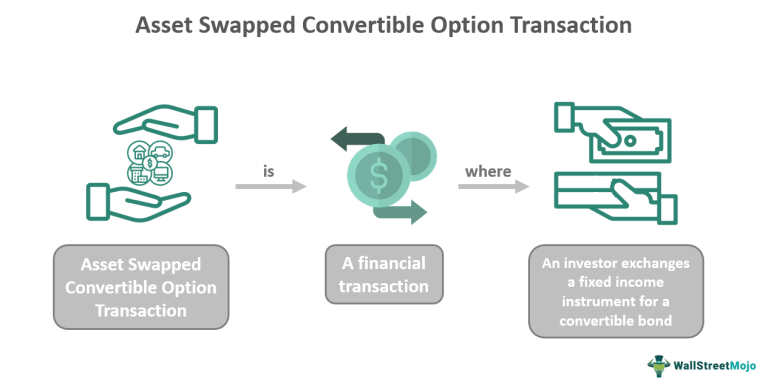 Asset Swapped Convertible Option Transaction
$
$
is
where
Asset Swapped
Convertible Option
Transaction
A financial
transaction
An investor exchanges
a fixed income
instrument for a
convertible bond
WallStreetMojo